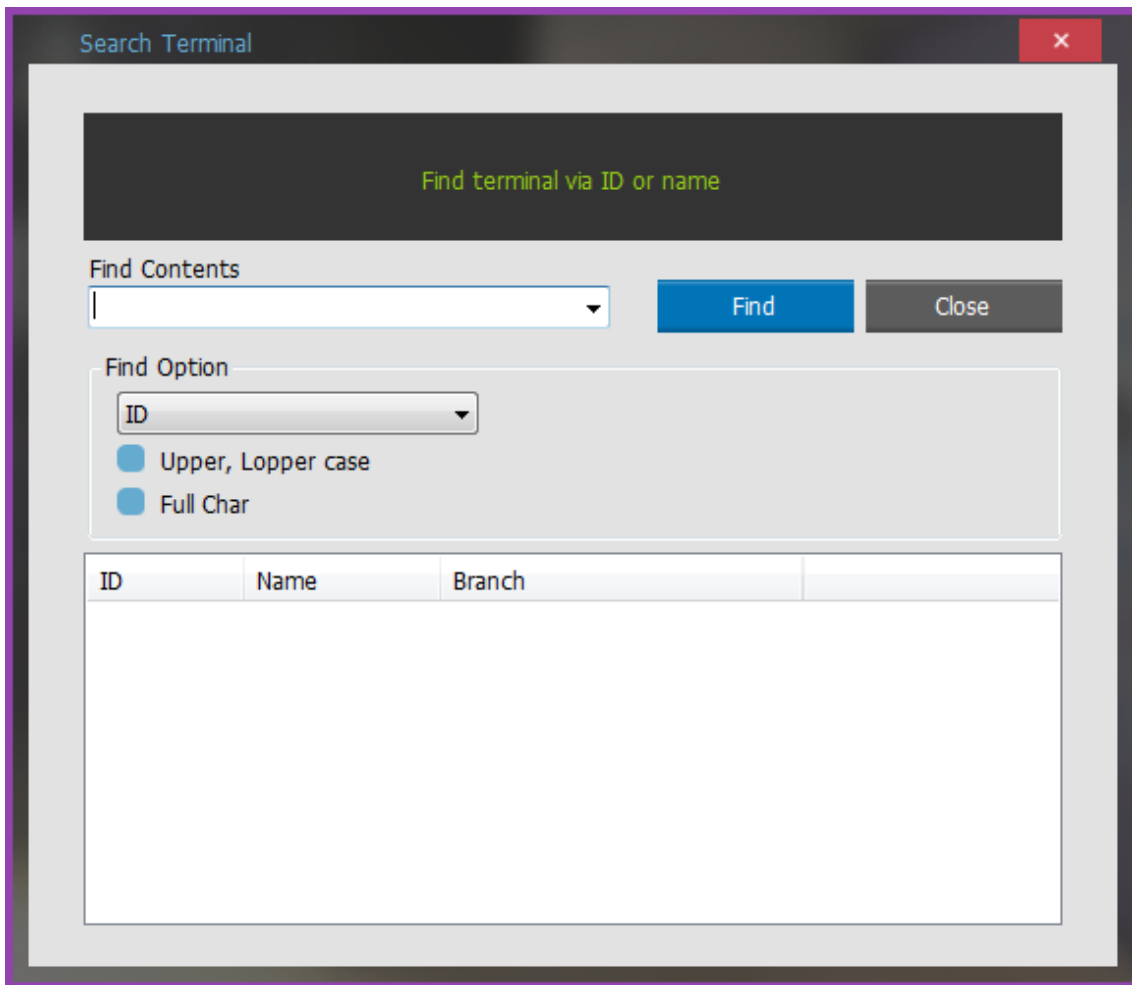 Search Terminal
Find terminal via ID or name
Find Contents
Find Close
Find Option
ID
Upper, Lopper case
Full Char
ID Name Branch